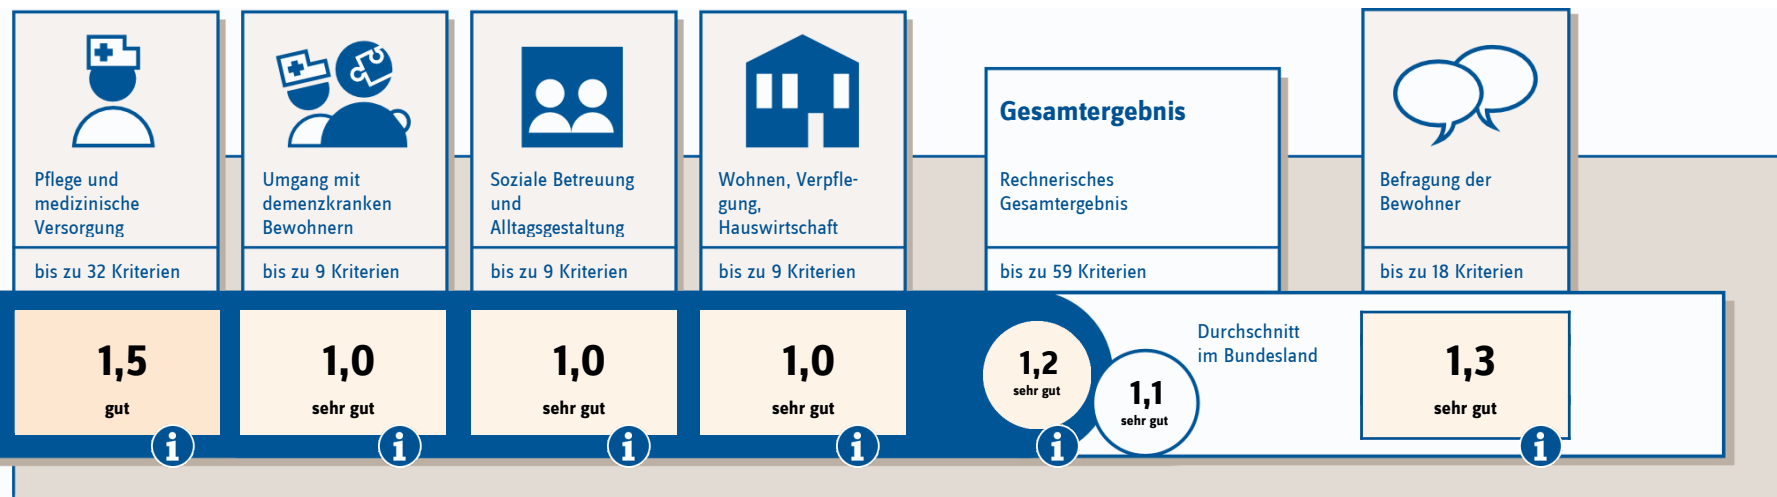 Pflege und
medizinische
Versorgung
bis zu 32 Kriterien
1,5
gut
Umgang mit
demenzkranken
Bewohnern
bis zu 9 Kriterien
1,0
sehr gut
Soziale Betreuung
und
Alltagsgestaltung
bis zu 9 Kriterien
1,0
sehr gut
Wohnen, Verpfle-
gung,
Hauswirtschaft
bis zu 9 Kriterien
1,0
sehr gut
Gesamtergebnis
Rechnerisches
Gesamtergebnis
bis zu 59 Kriterien
1,2
sehr gut
1,1
sehr gut
Durchschnitt
im Bundesland
Befragung der
Bewohner
bis zu 18 Kriterien
1,3
sehr gut